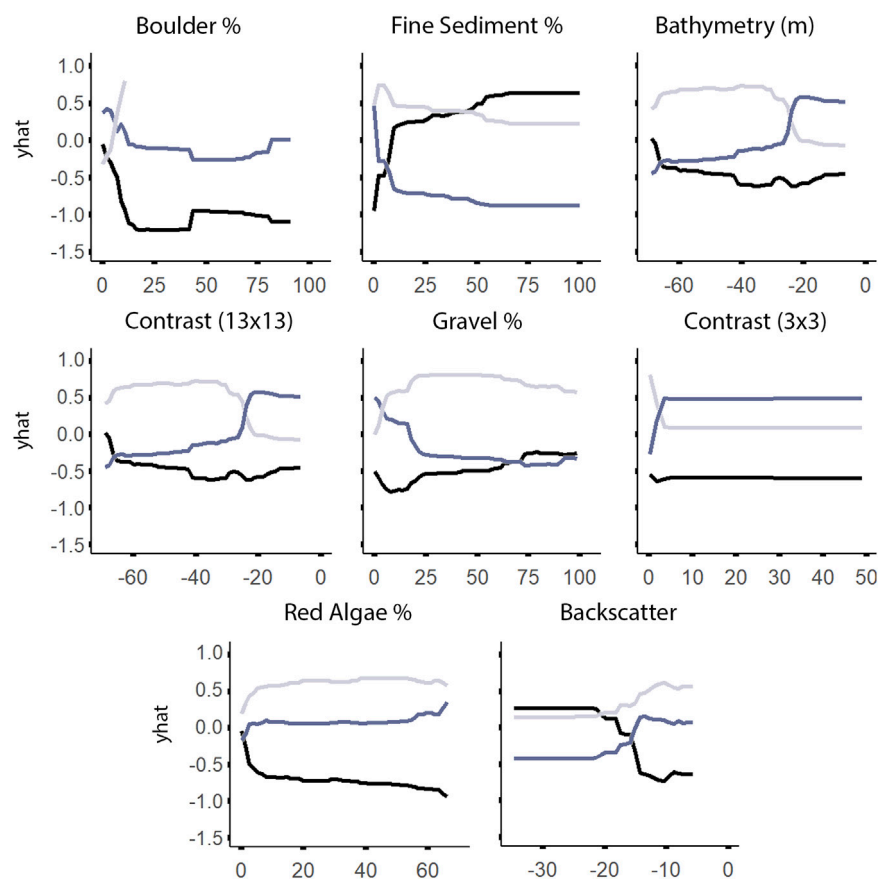 Boulder % Fine Sediment % Bathymetry (m)
1.0
0.5
0.0
-0.5
-1.0
-1.5
yhat
0 25 50 75 100 0 25 50 75 100 -60 -40 -20 0
Contrast (13x13) Gravel % Contrast (3x3)
1.0
0.5
0.0
-0.5
-1.0
-1.5
yhat
-60 -40 -20 0 0 25 50 75 100 0 10 20 30 40 50
Red Algae % Backscatter
1.0
0.5
0.0
-0.5
-1.0
-1.5
yhat
0 20 40 60 -30 -20 -10 0